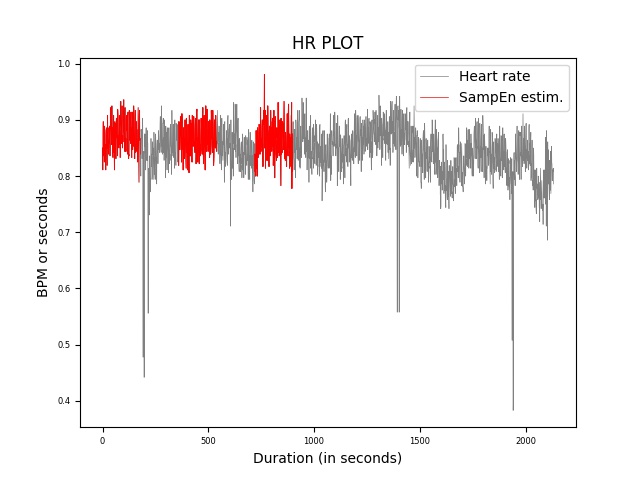 HR PLOT
Heart rate
SampEn estim.
BPM or seconds
1.0
0.9
0.8
0.7
0.6
0.5
0.4
0
500
1000
1500
2000
Duration (in seconds)